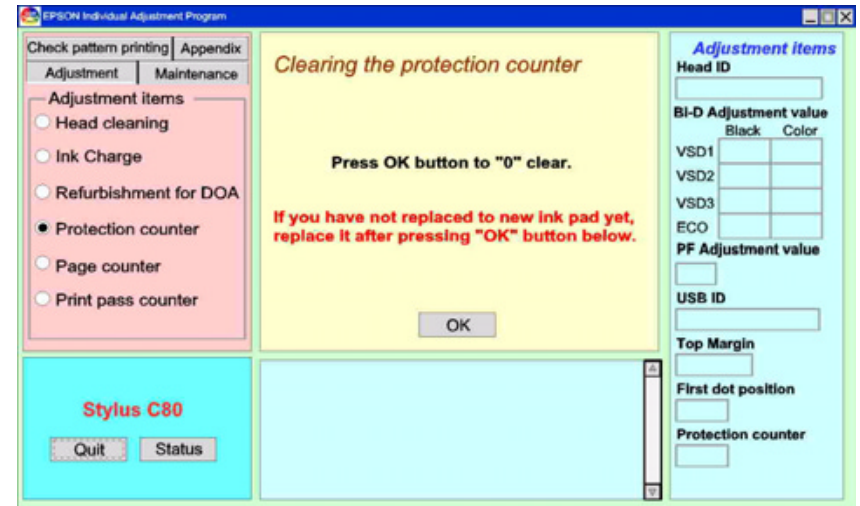 EPSON Individual Adjustment Program
Check pattern printing Appendix
Adjustment Maintenance
Adjustment items
Head cleaning
Ink Charge
Refurbishment for DOA
Protection counter
Page counter
Print pass counter
Stylus C80
Quit Status
Clearing the protection counter
Press OK button to "0" clear.
If you have not replaced to new ink pad yet,
replace it after pressing "OK" button below.
OK
Adjustment items
Head ID
BI-D Adjustment value
Black Color
VSD1
VSD2
VSD3
ECO
PF Adjustment value
USB ID
Top Margin
First dot position
Protection counter